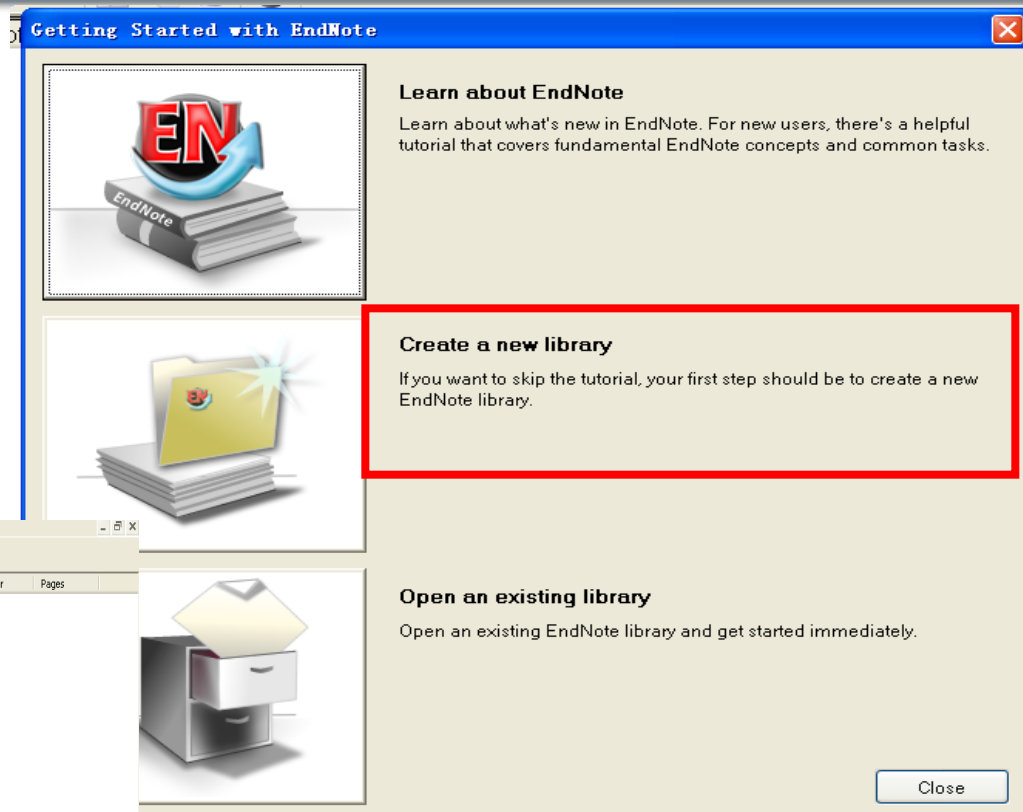 Getting Started with EndNote
Learn about EndNote
Learn about what's new in EndNote. For new users, there's a helpful
tutorial that covers fundamental EndNote concepts and common tasks.
EN
EndNote
Create a new library
If you want to skip the tutorial, your first step should be to create a new
EndNote library.
EN
Pages
Open an existing library
Open an existing EndNote library and get started immediately.
Close